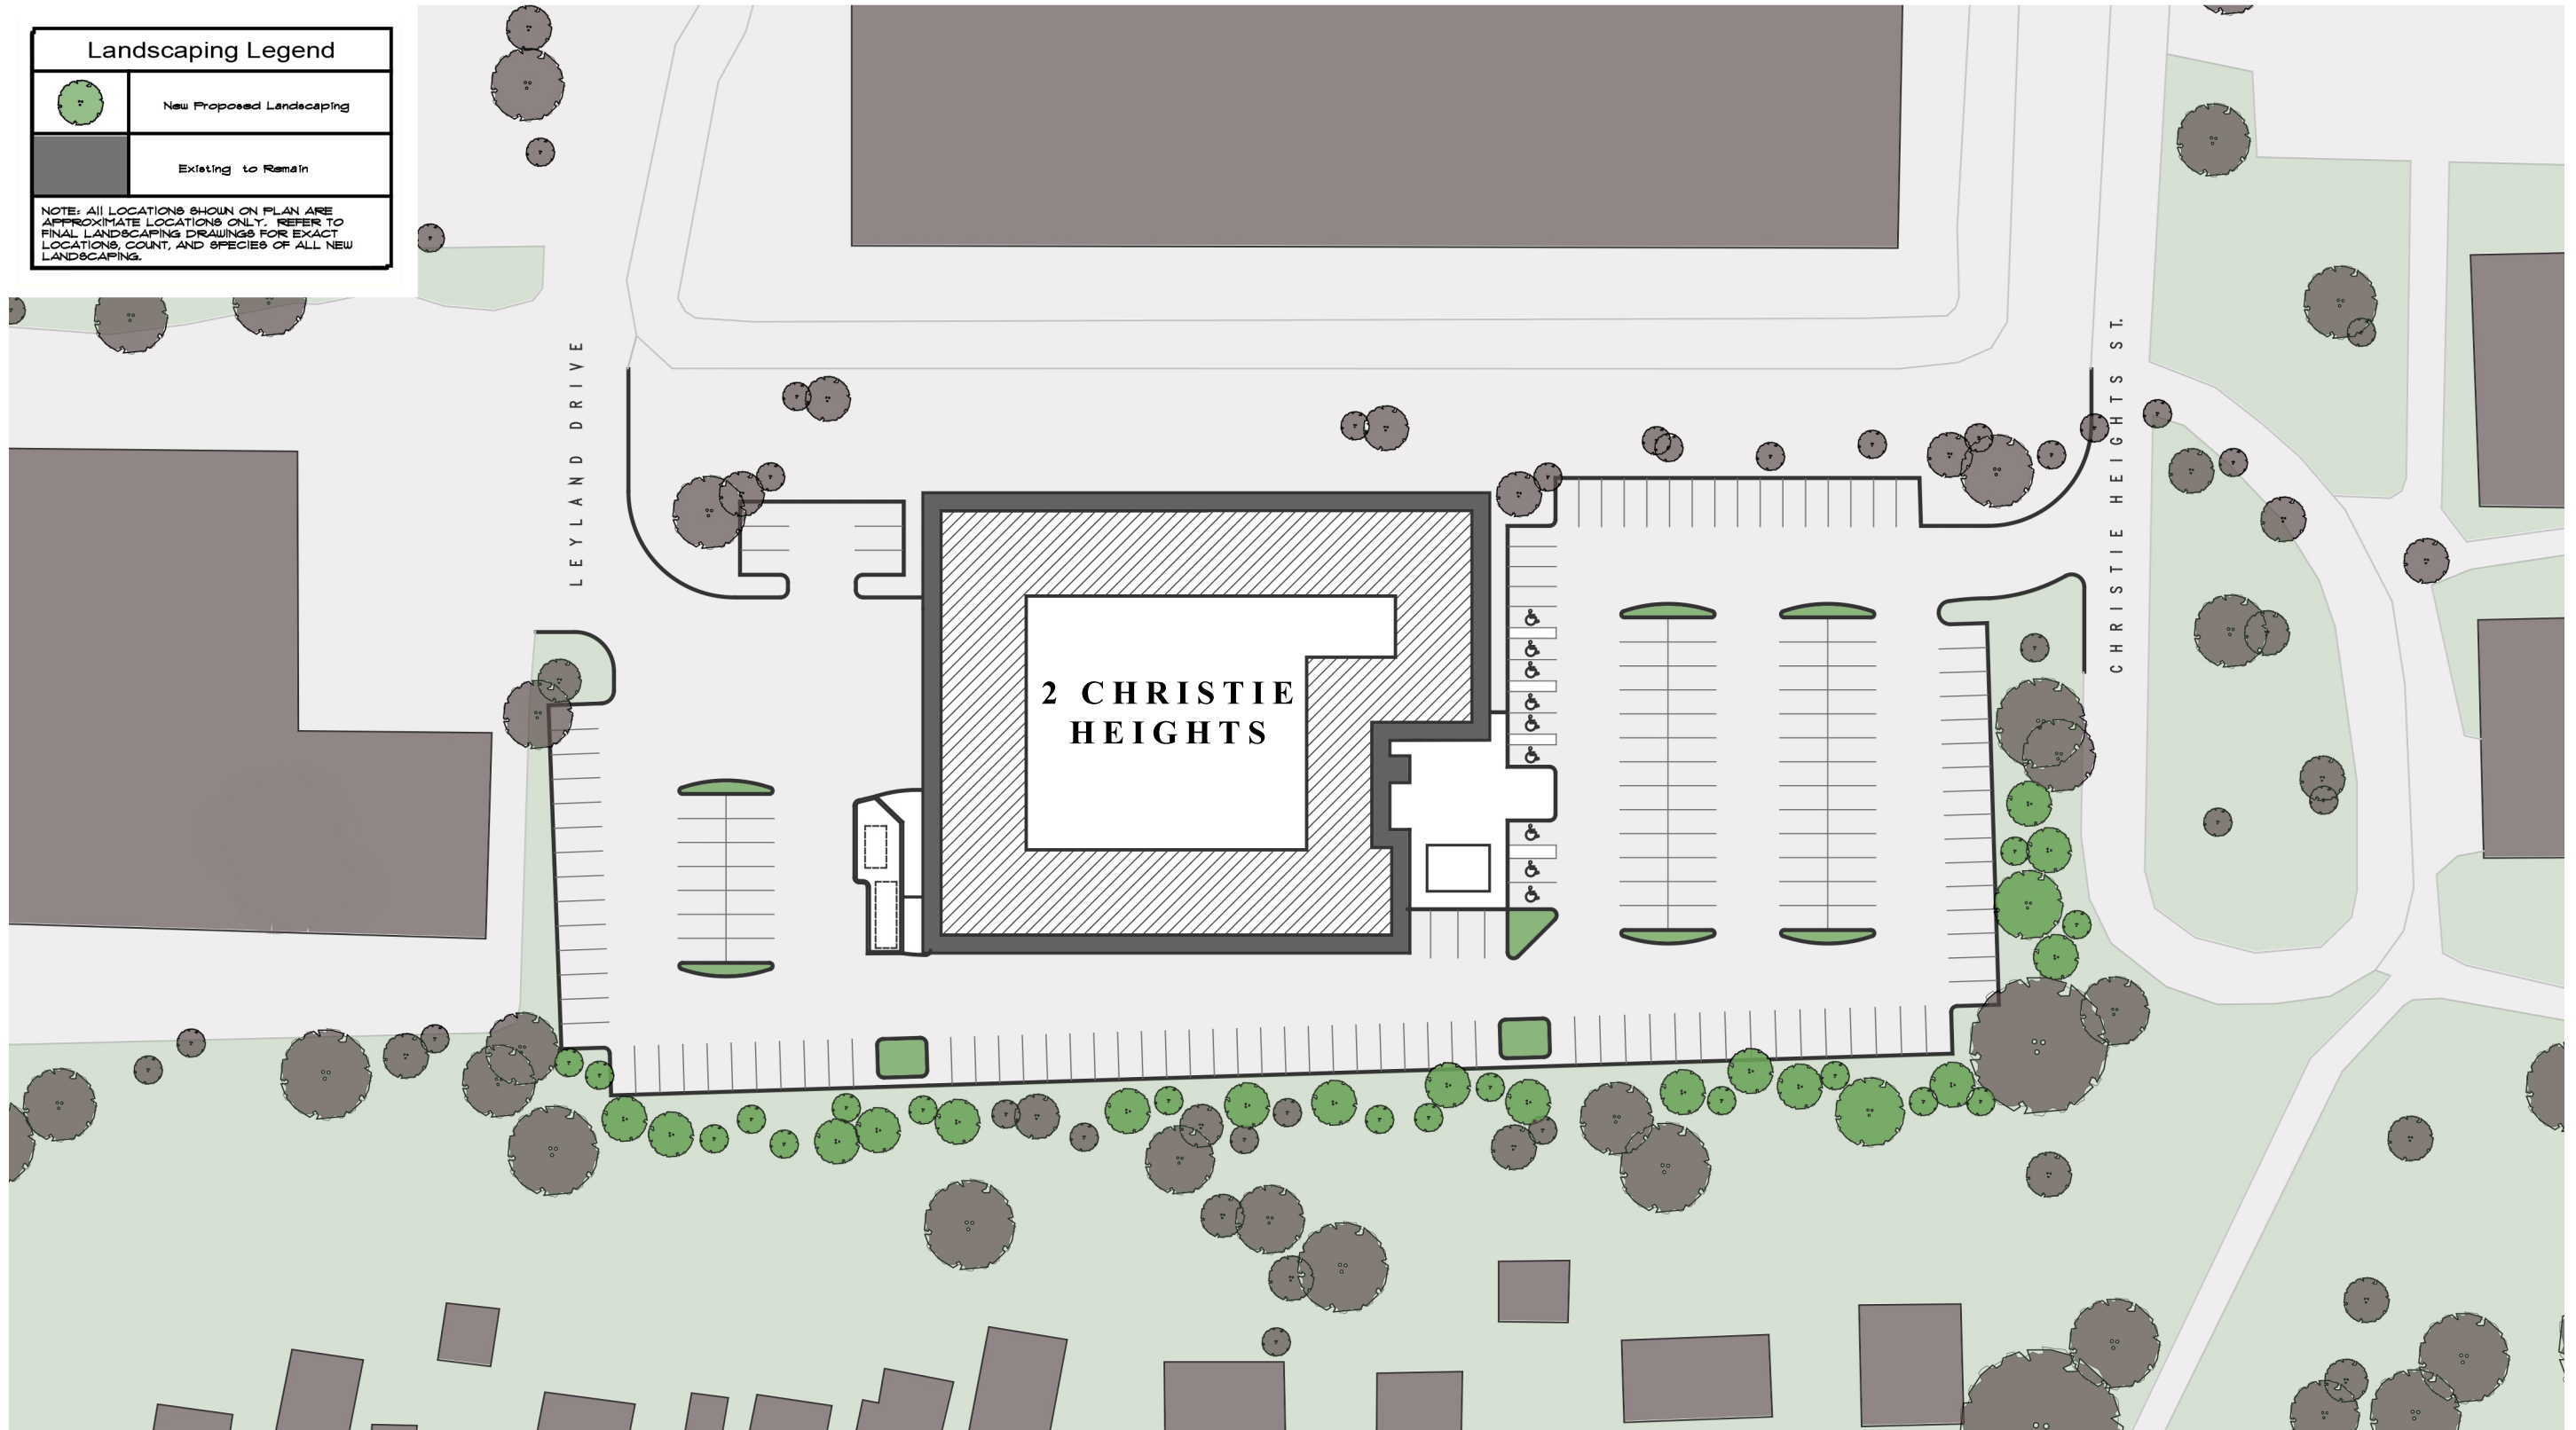 Landscaping Legend
New Proposed Landscaping
Existing to Remain
NOTE: All LOCATIONS SHOWN ON PLAN ARE
APPROXIMATE LOCATIONS ONLY. REFER TO
FINAL LANDSCAPING DRAWINGS FOR EXACT
LOCATIONS, COUNT, AND SPECIES OF ALL NEW
LANDSCAPING.
LEYLAND DRIVE
CHRISTIE HEIGHTS ST.
2 CHRISTIE
HEIGHTS